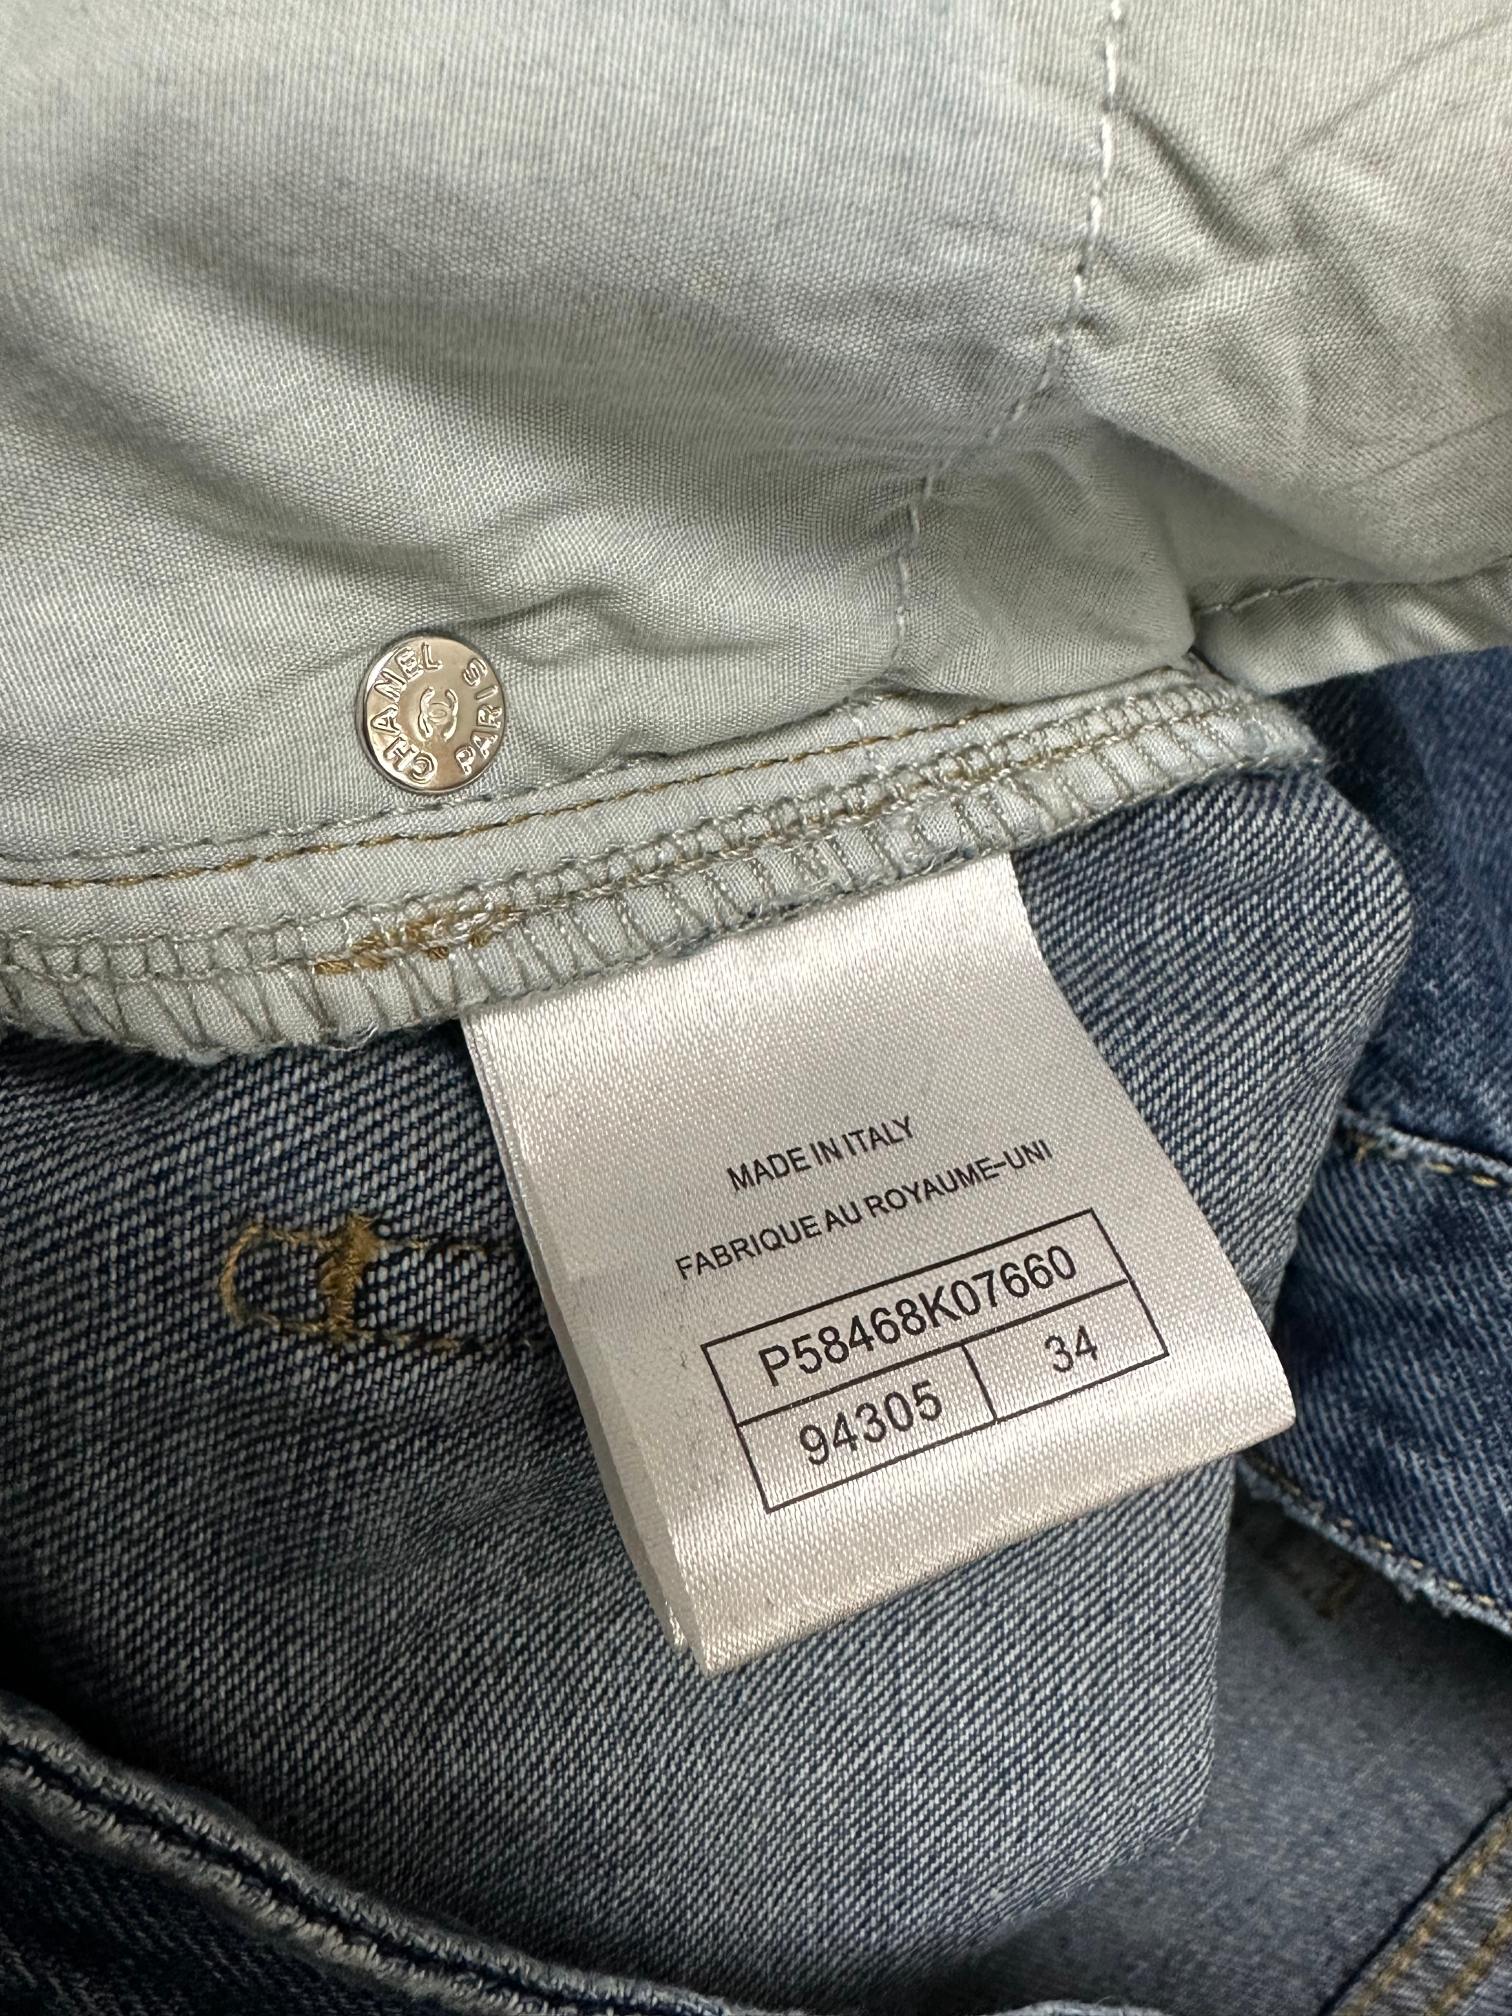 CHANEL
PARIS
MADE IN ITALY
FABRIQUE AU ROYAUME-UNI
P58468K07660
94305 34